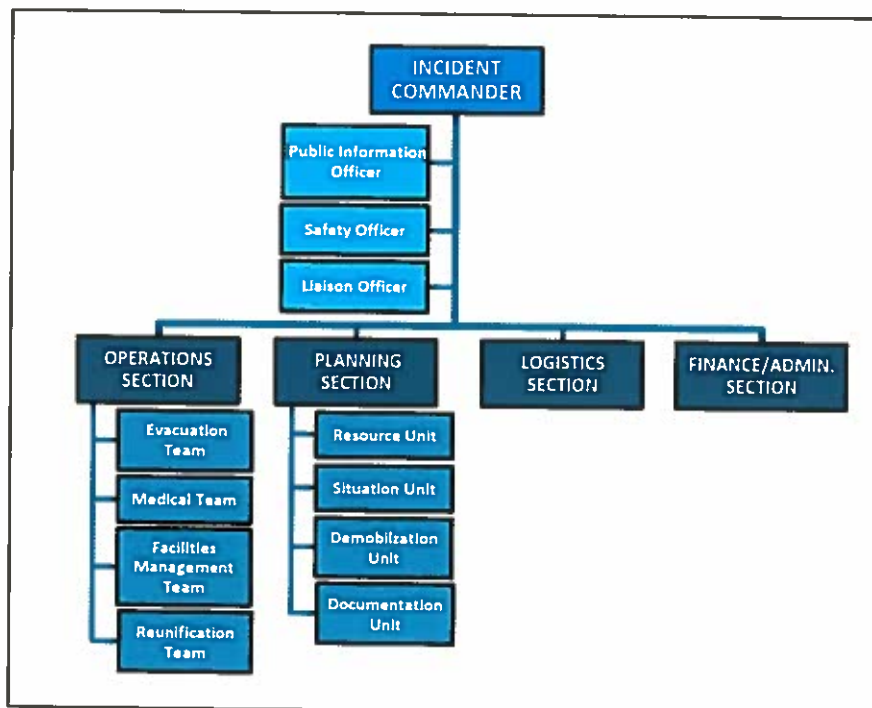 INCIDENT
COMMANDER
Public Information
Officer
Safety Officer
Liaison Officer
OPERATIONS
SECTION
PLANNING
SECTION
LOGISTICS
SECTION
FINANCE/ADMIN.
SECTION
Evacuation
Team
Medical Team
Facilities
Management
Team
Reunification
Team
Resource Unit
Situation Unit
Demobilzation
Unit
Documentation
Unit